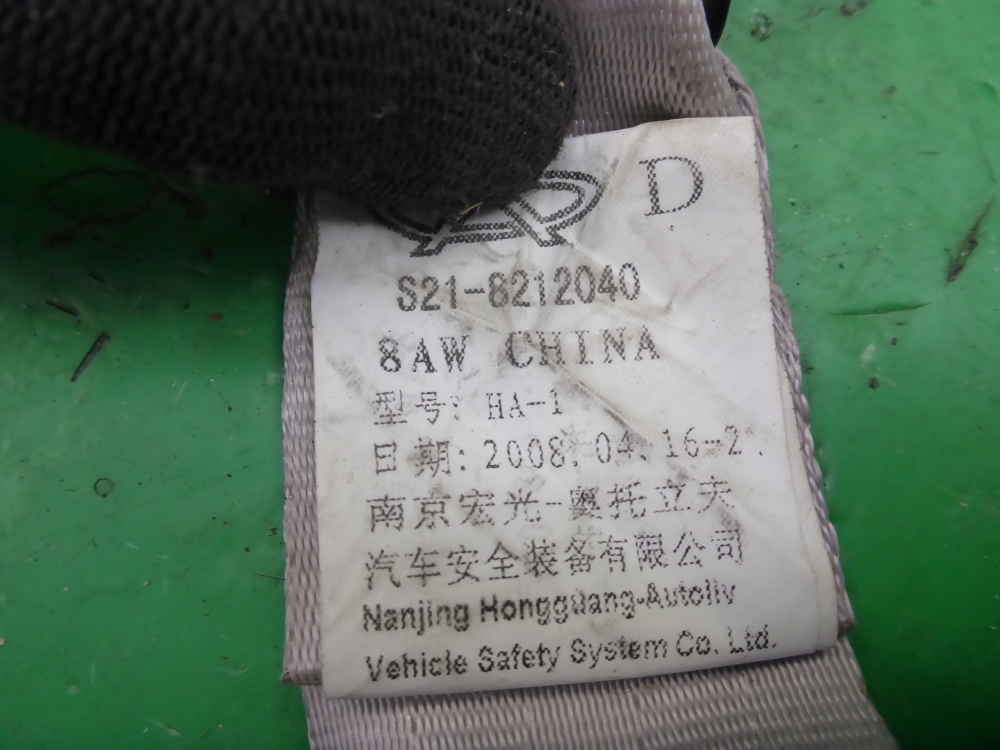 D
S21-8212040
8AW CHINA
型号: HA-1
日期: 2008.04.16-2.
南京宏光-奥托立夫
汽车安全装备有限公司
Nanjing Hongguang-Autoliv
Vehicle Safety System Co. Ltd.